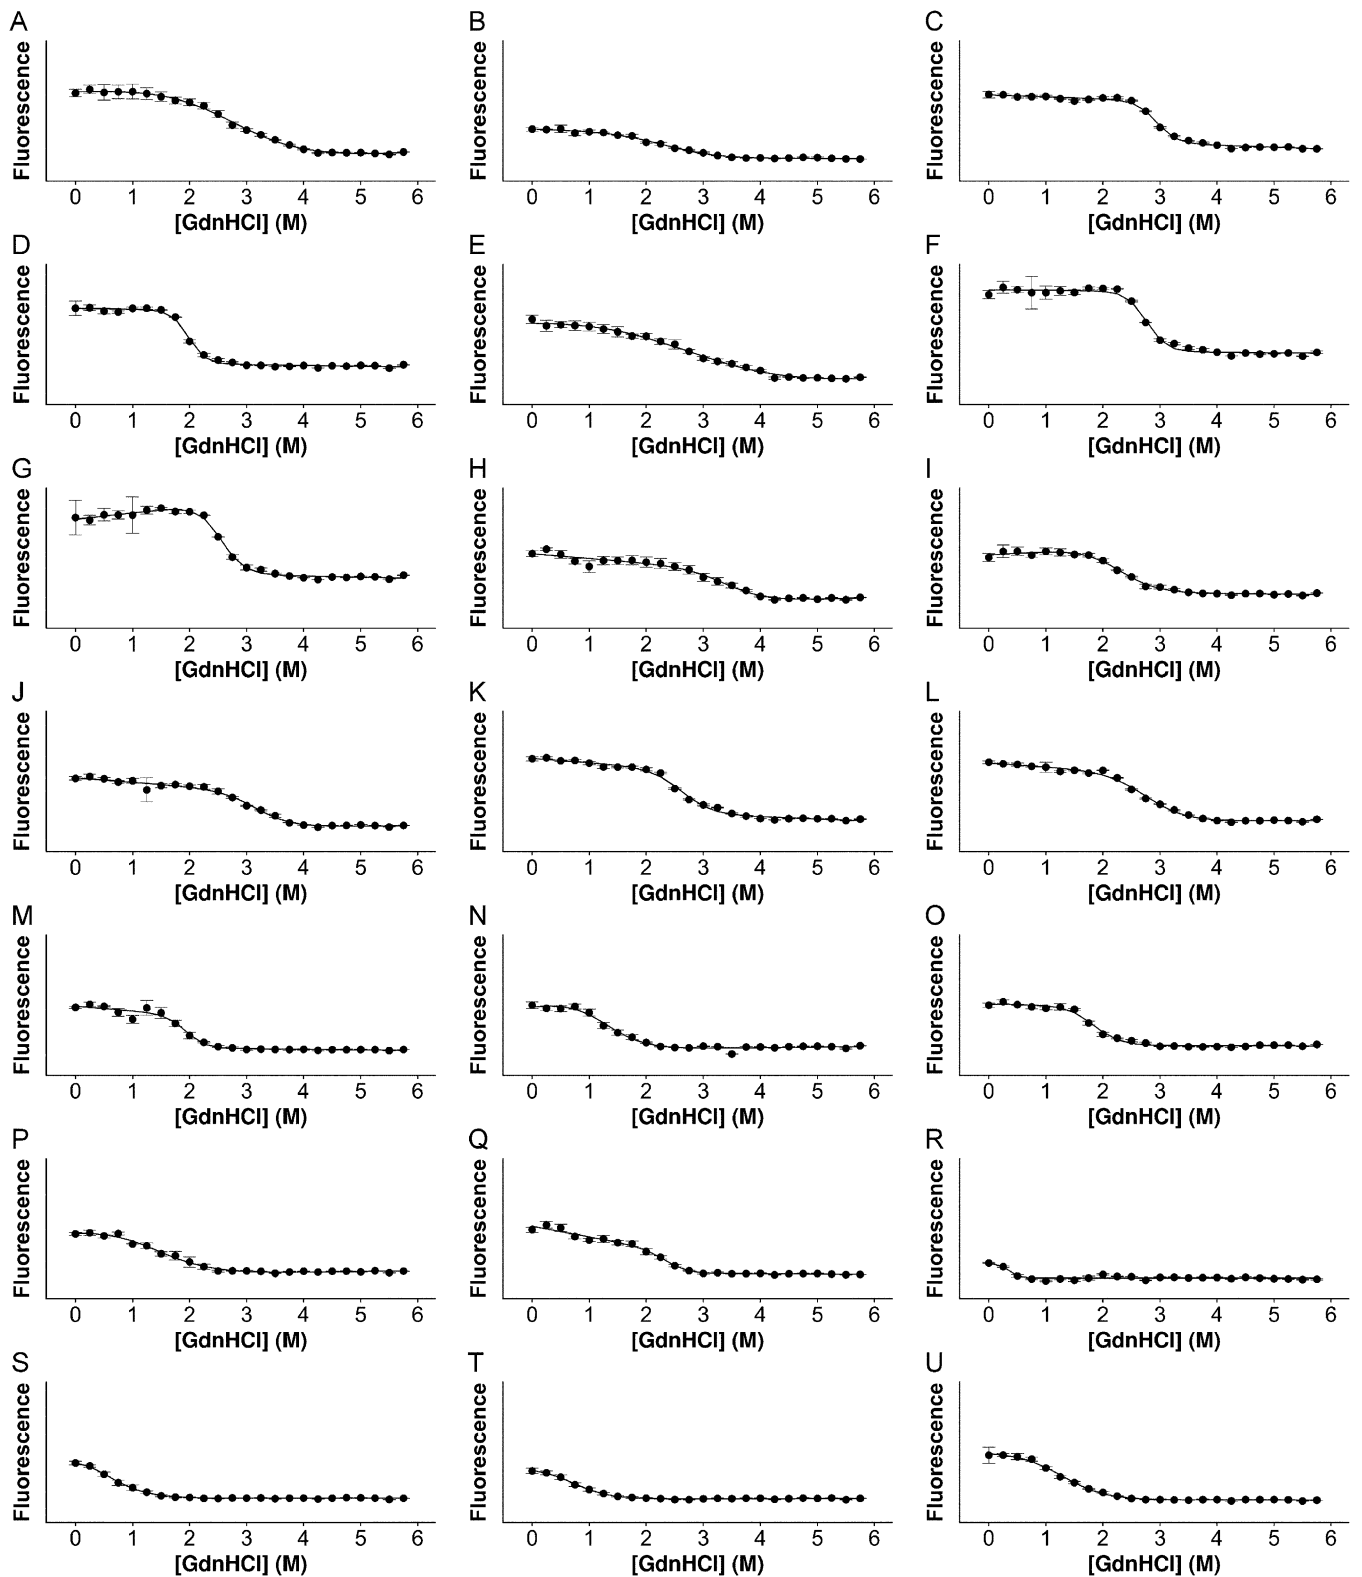 A B C
Fluorescence Fluorescence Fluorescence
0 1 2 3 4 5 6 0 1 2 3 4 5 6 0 1 2 3 4 5 6
[GdnHCl] (M) [GdnHCl] (M) [GdnHCl] (M)
D E F
Fluorescence Fluorescence Fluorescence
0 1 2 3 4 5 6 0 1 2 3 4 5 6 0 1 2 3 4 5 6
[GdnHCl] (M) [GdnHCl] (M) [GdnHCl] (M)
G H I
Fluorescence Fluorescence Fluorescence
0 1 2 3 4 5 6 0 1 2 3 4 5 6 0 1 2 3 4 5 6
[GdnHCl] (M) [GdnHCl] (M) [GdnHCl] (M)
J K L
Fluorescence Fluorescence Fluorescence
0 1 2 3 4 5 6 0 1 2 3 4 5 6 0 1 2 3 4 5 6
[GdnHCl] (M) [GdnHCl] (M) [GdnHCl] (M)
M N O
Fluorescence Fluorescence Fluorescence
0 1 2 3 4 5 6 0 1 2 3 4 5 6 0 1 2 3 4 5 6
[GdnHCl] (M) [GdnHCl] (M) [GdnHCl] (M)
P Q R
Fluorescence Fluorescence Fluorescence
0 1 2 3 4 5 6 0 1 2 3 4 5 6 0 1 2 3 4 5 6
[GdnHCl] (M) [GdnHCl] (M) [GdnHCl] (M)
S T U
Fluorescence Fluorescence Fluorescence
0 1 2 3 4 5 6 0 1 2 3 4 5 6 0 1 2 3 4 5 6
[GdnHCl] (M) [GdnHCl] (M) [GdnHCl] (M)